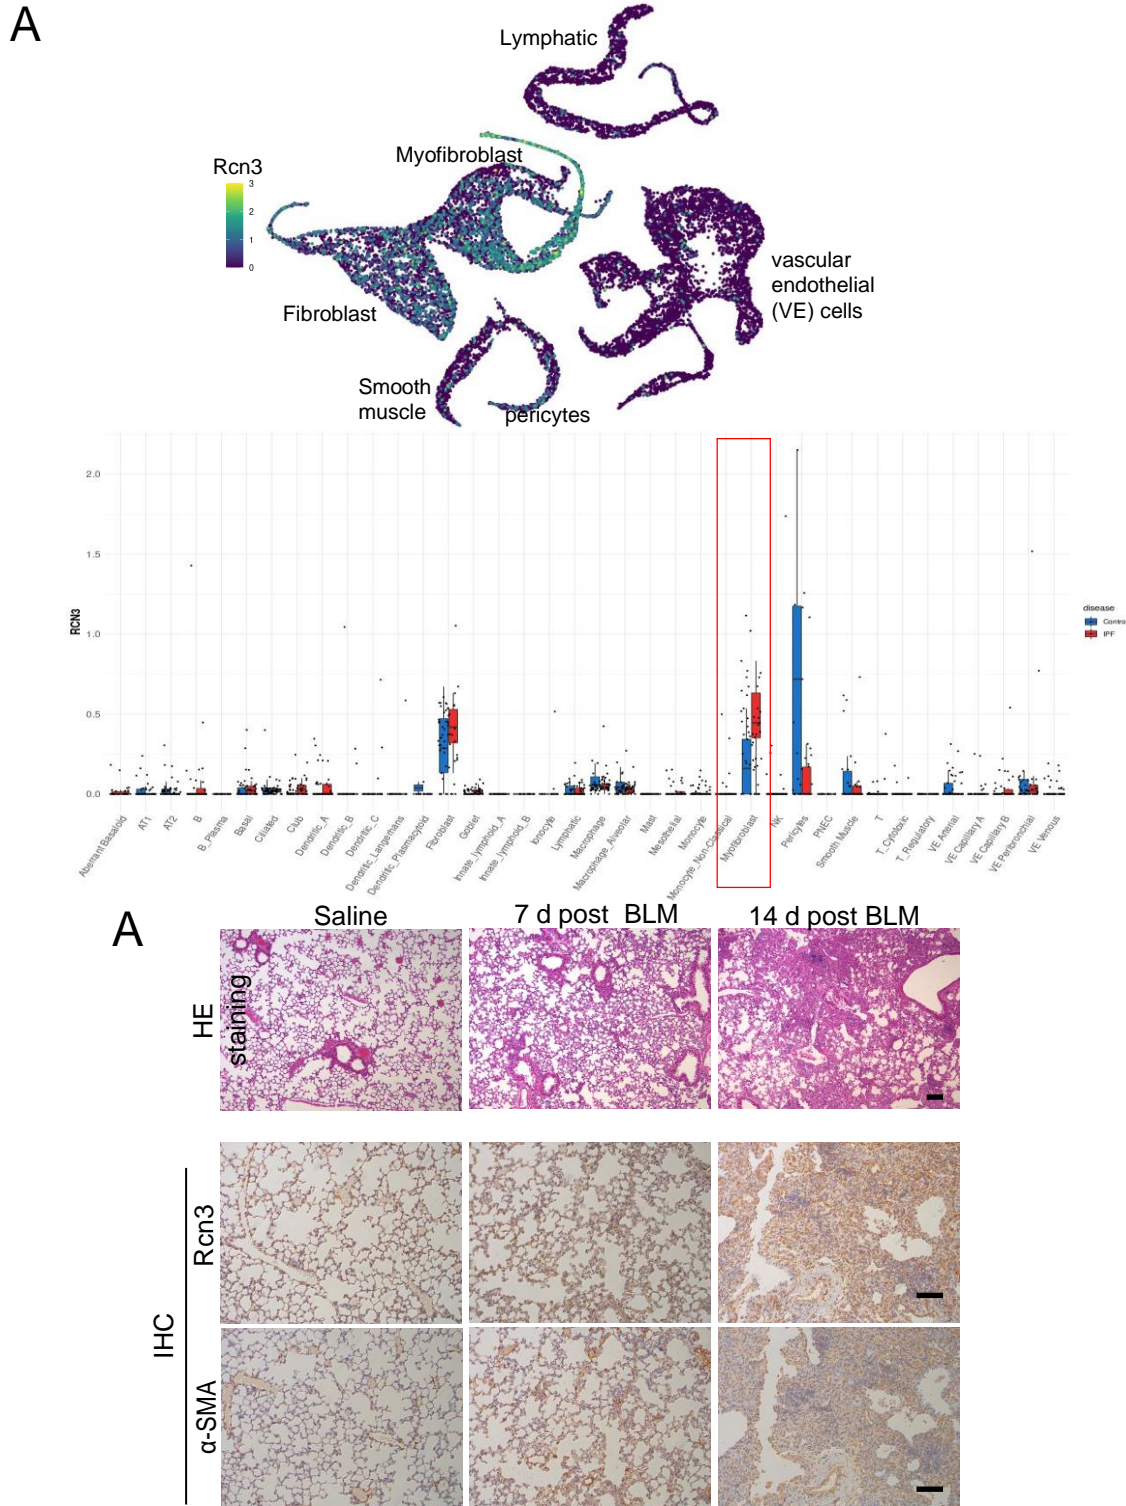 A
Lymphatic
Myofibroblast
Rcn3
3
2
1
0
Fibroblast
vascular
endothelial
(VE) cells
Smooth
muscle
pericytes
RCN3
2.0
1.5
1.0
0.5
0.0
disease
Contro
IPF
Aberrant Basaloid
AT1
AT2
B
B_Plasma
Basal
Ciliated
Club
Dendritic_A
Dendritic_B
Dendritic_C
Dendritic_Langerhans
Dendritic_Plasmacytoid
Fibroblast
Goblet
Innate_lymphoid_A
Innate_lymphoid_B
Ionocyte
Lymphatic
Macrophage
Macrophage_Alveolar
Mast
Mesothelial
Monocyte
Monocyte_Non-Classical
Myofibroblast
NK
Pericytes
PNEC
Smooth Muscle
T
T_Cytotoxic
T_Regulatory
VE Arterial
VE Capillary A
VE Capillary B
VE Peribronchial
VE Venous
A
Saline
7 d post BLM
14 d post BLM
HE
staining
IHC
Rcn3
α-SMA